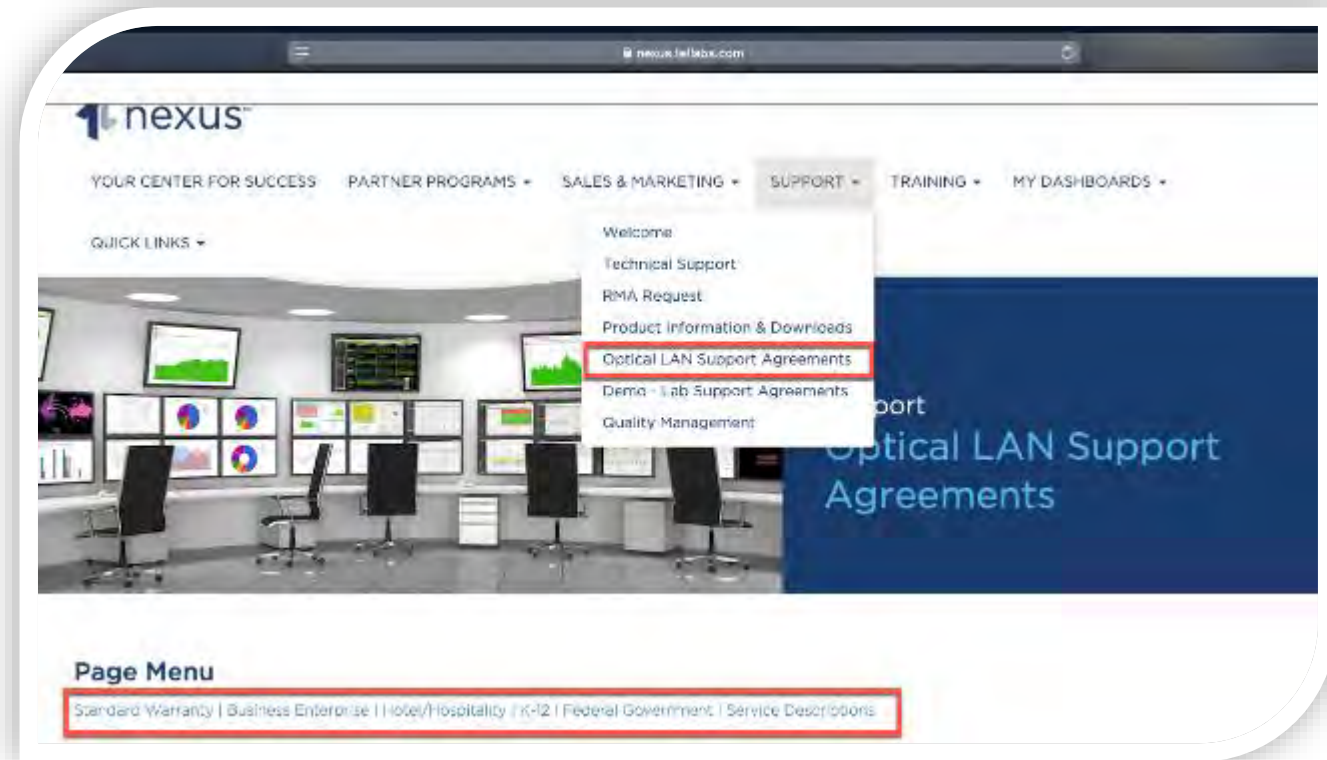 nexus.tellabs.com
nexus™
YOUR CENTER FOR SUCCESS PARTNER PROGRAMS SALES & MARKETING SUPPORT TRAINING MY DASHBOARDS
QUICK LINKS
Welcome
Technical Support
RMA Request
Product Information & Downloads
Optical LAN Support Agreements
Demo - Lab Support Agreements
Quality Management
port
Optical LAN Support
Agreements
Page Menu
Standard Warranty | Business Enterprise | Hotel/Hospitality | K-12 | Federal Government | Service Descriptions